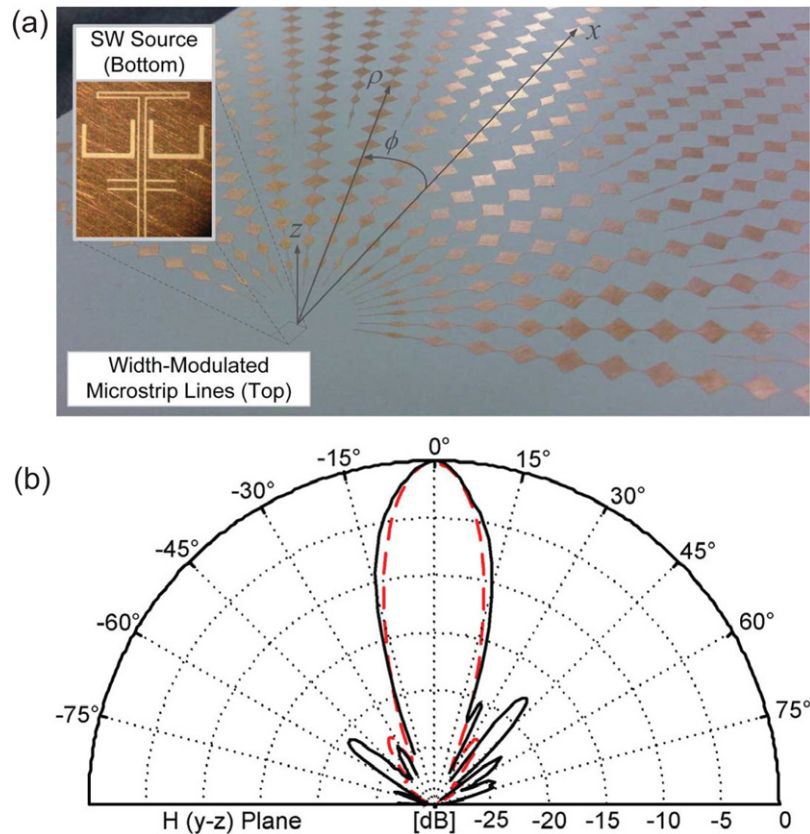 (a)
SW Source
(Bottom)
x
ρ
ϕ
z
Width-Modulated
Microstrip Lines (Top)
(b)
0°
-15° 15°
-30° 30°
-45° 45°
-60° 60°
-75° 75°
H (y-z) Plane [dB] -25 -20 -15 -10 -5 0